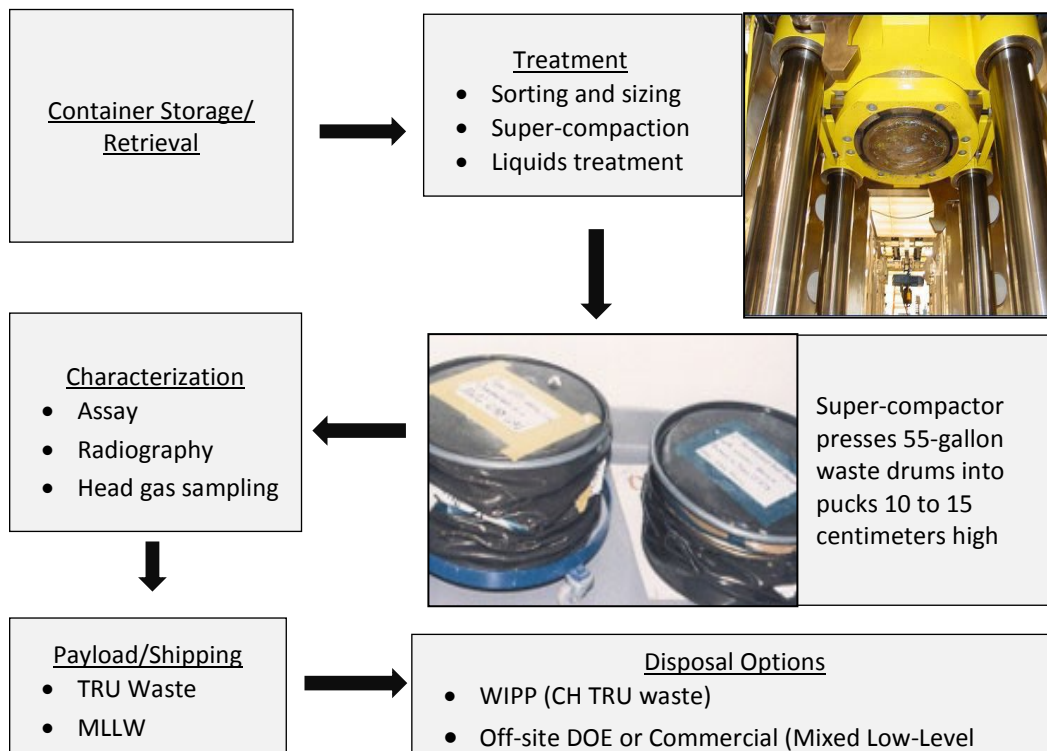 Container Storage/
Retrieval
Treatment
• Sorting and sizing
• Super-compaction
• Liquids treatment
Characterization
• Assay
• Radiography
• Head gas sampling
Super-compactor
presses 55-gallon
waste drums into
pucks 10 to 15
centimeters high
Payload/Shipping
• TRU Waste
• MLLW
Disposal Options
• WIPP (CH TRU waste)
• Off-site DOE or Commercial (Mixed Low-Level